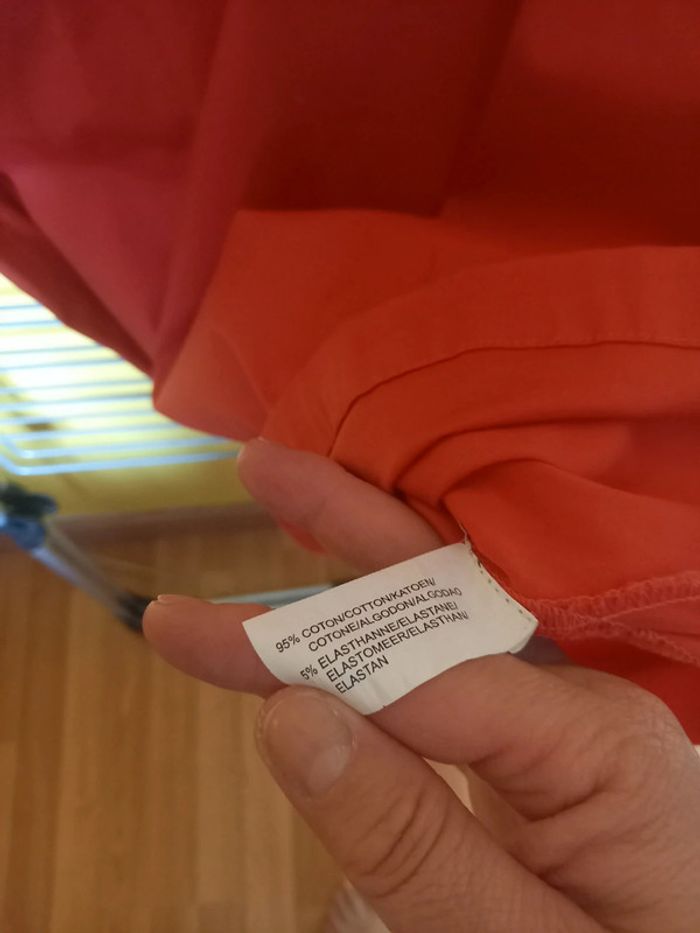 95% COTON/COTTON/KATOEN/
COTONE/ALGODON/ALGODAO
5% ELASTHANNE/ELASTANE/
ELASTOMEER/ELASTHAN/
ELASTAN